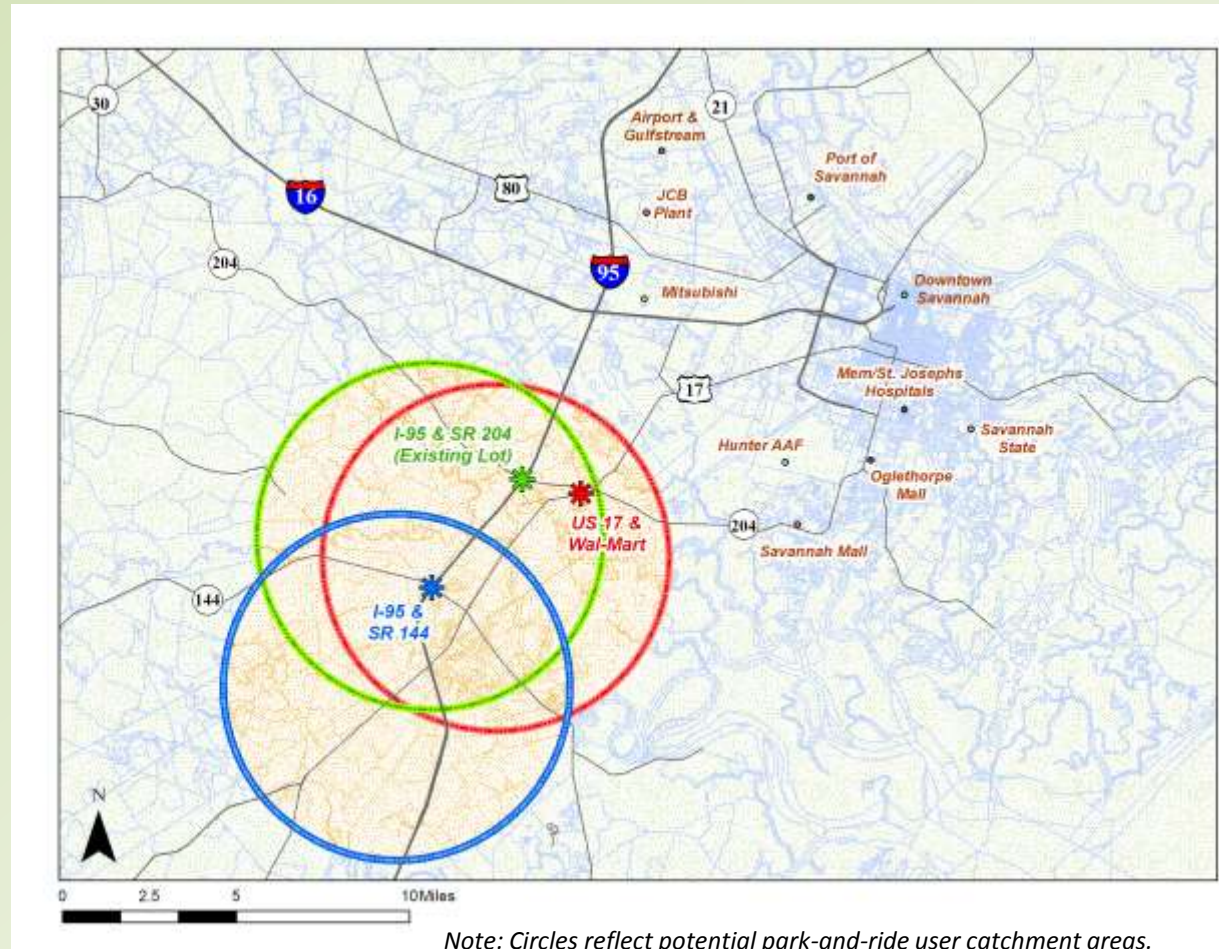 30
21
Airport &
Gulfstream
Port of
Savannah
80
JCB
Plant
16
204
95
Mitsubishi
Downtown
Savannah
17
Mem/St. Josephs
Hospitals
I-95 & SR 204
(Existing Lot)
Hunter AAF
Savannah
State
Oglethorpe
Mall
US 17 &
Wal-Mart
204
Savannah Mall
144
I-95 &
SR 144
N
0 2.5 5 10 Miles
Note: Circles reflect potential park-and-ride user catchment areas.